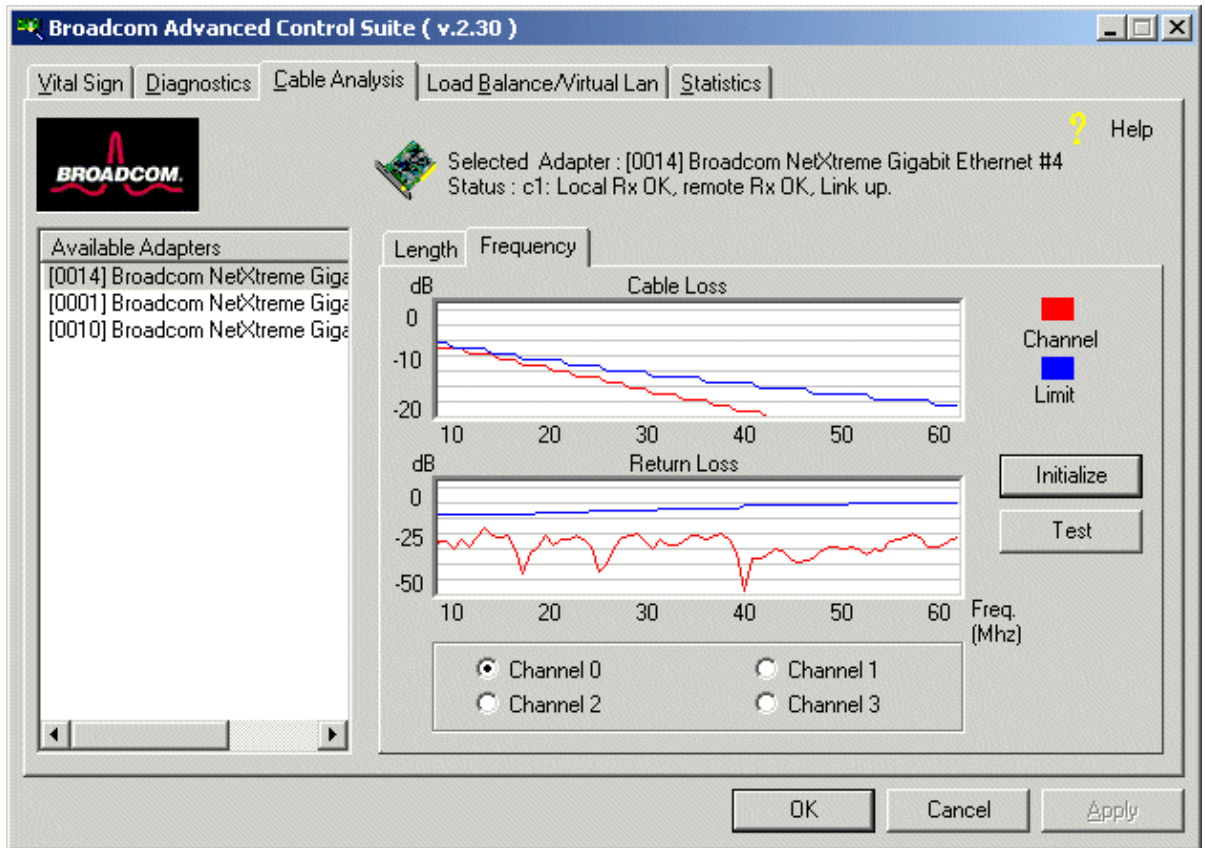 Broadcom Advanced Control Suite ( v.2.30 )
Vital Sign Diagnostics Cable Analysis Load Balance/Virtual Lan Statistics
BROADCOM.
? Help
Selected Adapter : [0014] Broadcom NetXtreme Gigabit Ethernet #4
Status : c1: Local Rx OK, remote Rx OK, Link up.
Available Adapters
[0014] Broadcom NetXtreme Giga
[0001] Broadcom NetXtreme Giga
[0010] Broadcom NetXtreme Giga
Length Frequency
dB Cable Loss
0
-10
-20
10 20 30 40 50 60
Channel
Limit
dB Return Loss
0
-25
-50
10 20 30 40 50 60 Freq.
(Mhz)
Initialize
Test
Channel 0 Channel 1
Channel 2 Channel 3
OK Cancel Apply